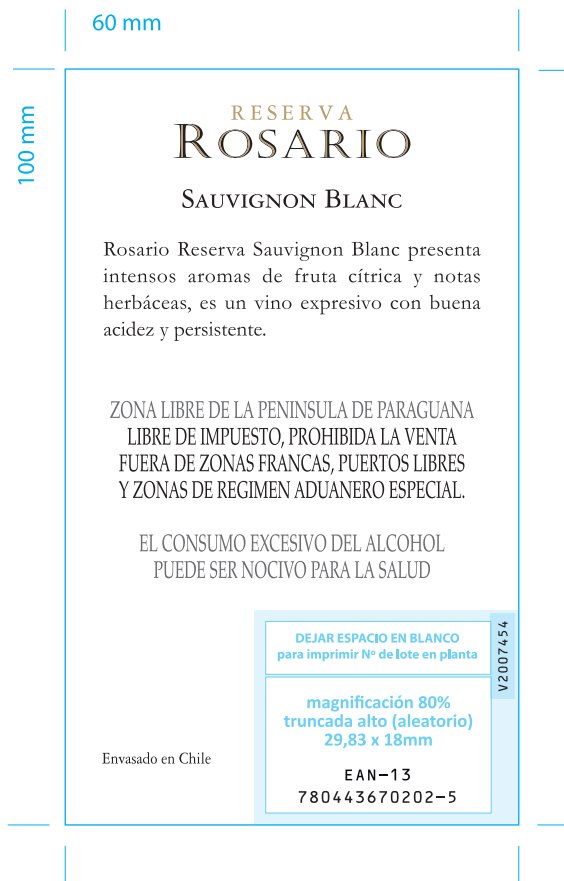 60 mm
100 mm
RESERVA
ROSARIO
SAUVIGNON BLANC
Rosario Reserva Sauvignon Blanc presenta
intensos aromas de fruta cítrica y notas
herbáceas, es un vino expresivo con buena
acidez y persistente.
ZONA LIBRE DE LA PENINSULA DE PARAGUANA
LIBRE DE IMPUESTO, PROHIBIDA LA VENTA
FUERA DE ZONAS FRANCAS, PUERTOS LIBRES
Y ZONAS DE REGIMEN ADUANERO ESPECIAL.
EL CONSUMO EXCESIVO DEL ALCOHOL
PUEDE SER NOCIVO PARA LA SALUD
DEJAR ESPACIO EN BLANCO
para imprimir Nº de lote en planta
V2007454
magnificación 80%
truncada alto (aleatorio)
29,83 x 18mm
EAN-13
780443670202-5
Envasado en Chile